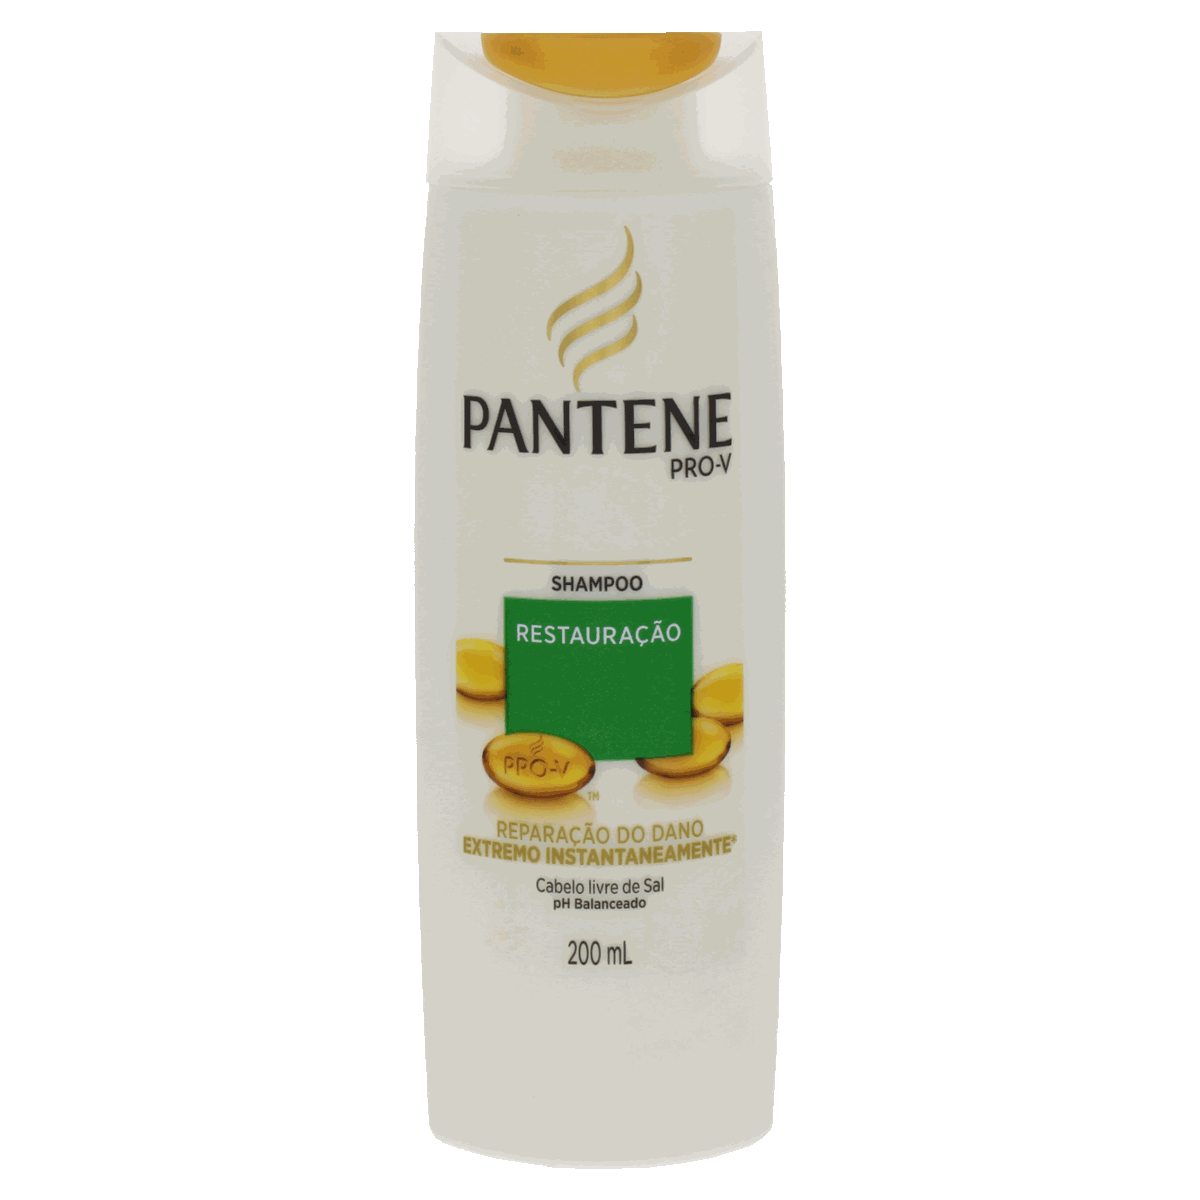 PANTENE
PRO-V
SHAMPOO
RESTAURAÇÃO
PRO-V
TM
REPARAÇÃO DO DANO
EXTREMO INSTANTANEAMENTE*
Cabelo livre de Sal
pH Balanceado
200 mL